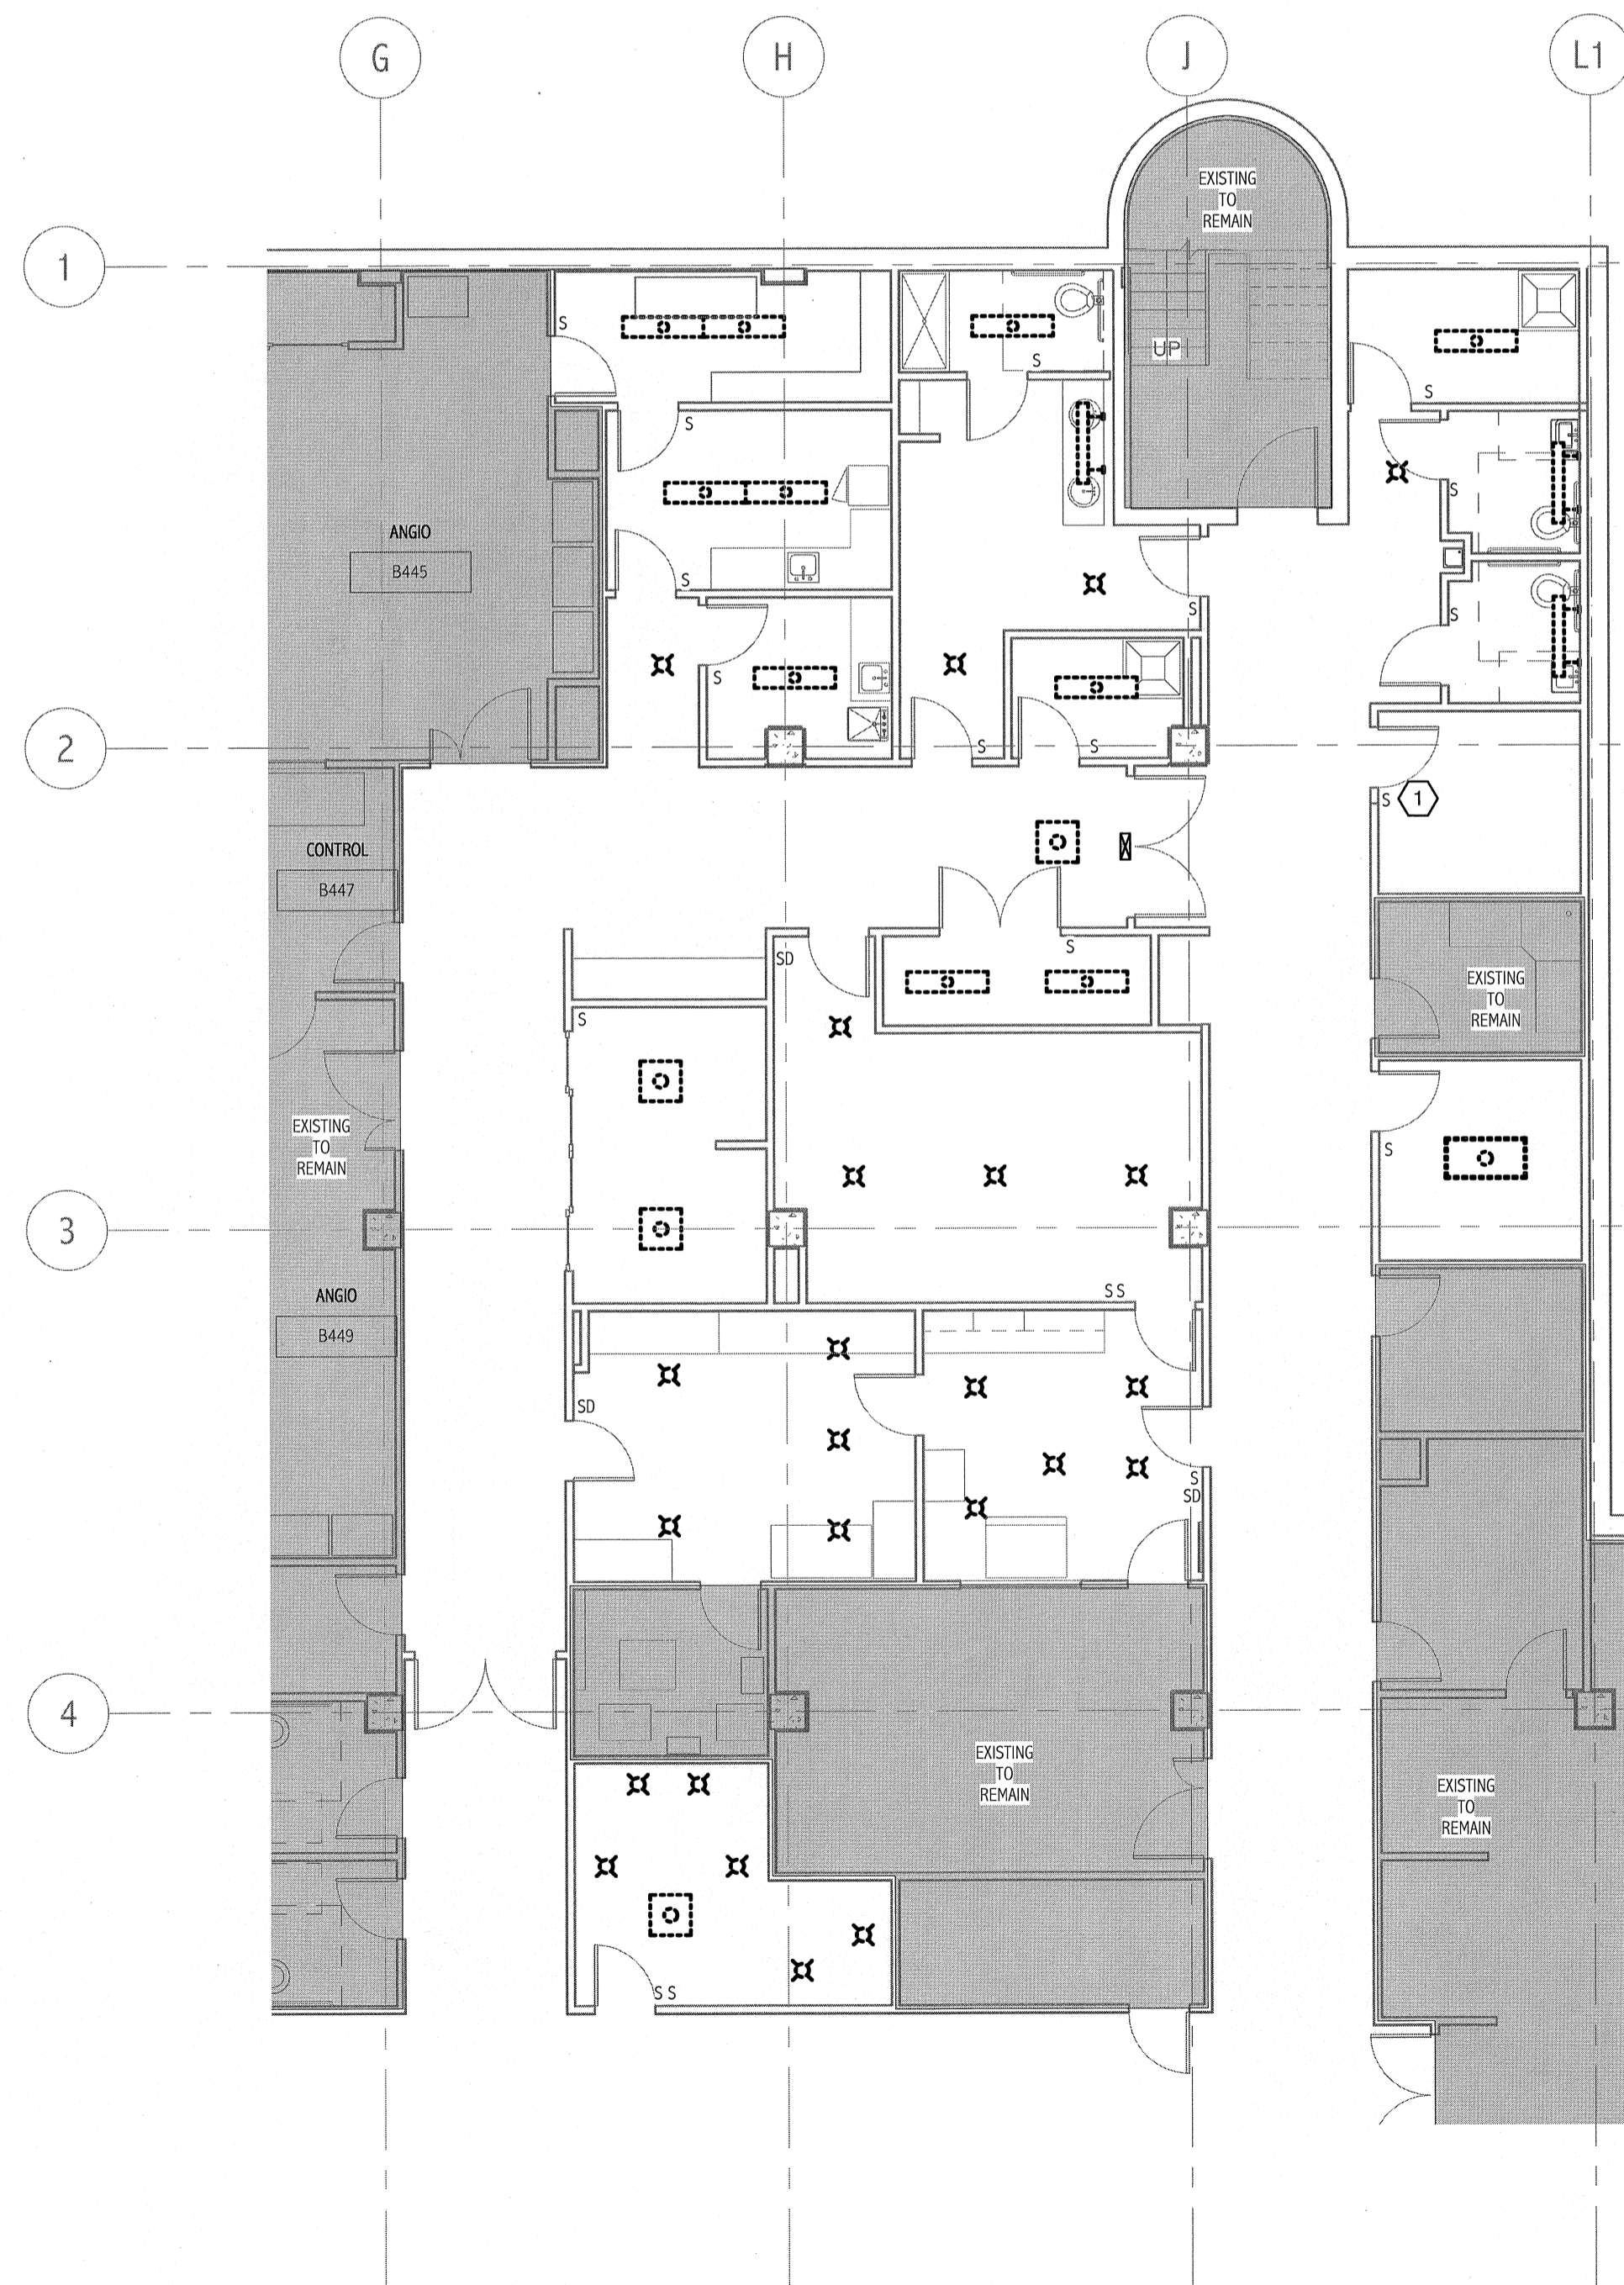 G
H
J
L1
EXISTING
TO
REMAIN
1
S
S
UP
S
S
S
ANGIO
B445
S
S
S
S
S
2
S
S
S
1
CONTROL
B447
SD
S
EXISTING
TO
REMAIN
S
EXISTING
TO
REMAIN
S
3
ANGIO
B449
S S
SD
S
SD
4
EXISTING
TO
REMAIN
EXISTING
TO
REMAIN
S S